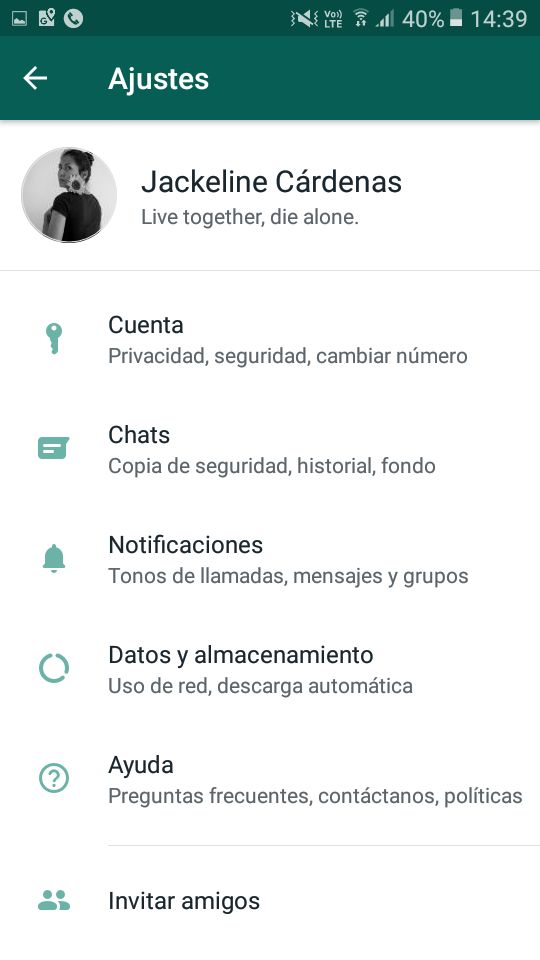 Vo)) LTE 40% 14:39
Ajustes
Jackeline Cárdenas
Live together, die alone.
Cuenta
Privacidad, seguridad, cambiar número
Chats
Copia de seguridad, historial, fondo
Notificaciones
Tonos de llamadas, mensajes y grupos
Datos y almacenamiento
Uso de red, descarga automática
Ayuda
Preguntas frecuentes, contáctanos, políticas
Invitar amigos